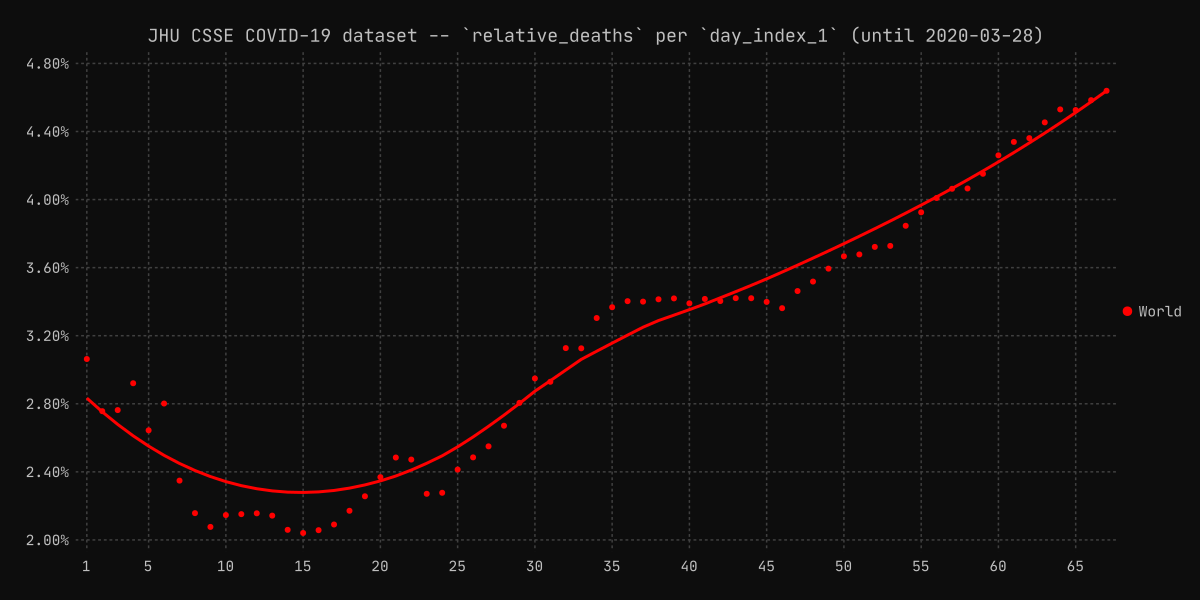 JHU CSSE COVID-19 dataset -- `relative_deaths` per `day_index_1` (until 2020-03-28)
4.80%
4.40%
4.00%
3.60%
3.20%
2.80%
2.40%
2.00%
World
1 5 10 15 20 25 30 35 40 45 50 55 60 65